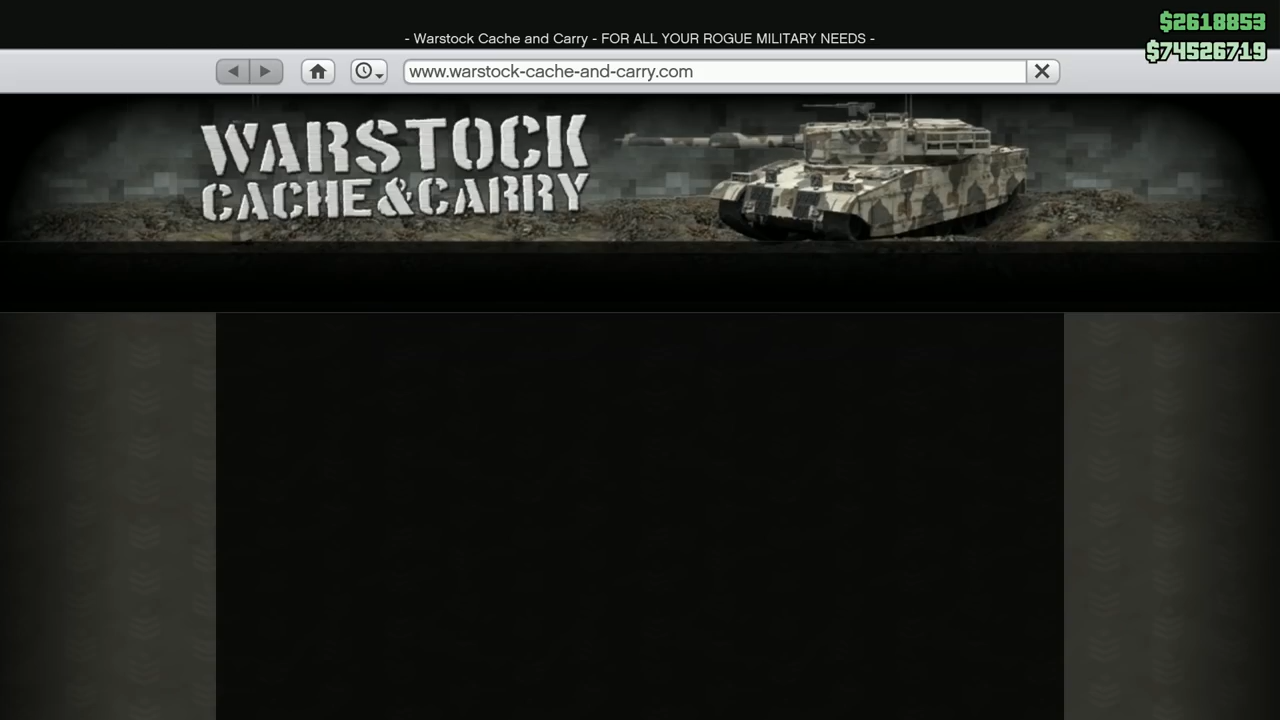 $2618853
- Warstock Cache and Carry - FOR ALL YOUR ROGUE MILITARY NEEDS -
$74526719
www.warstock-cache-and-carry.com
WARSTOCK
CACHE&CARRY